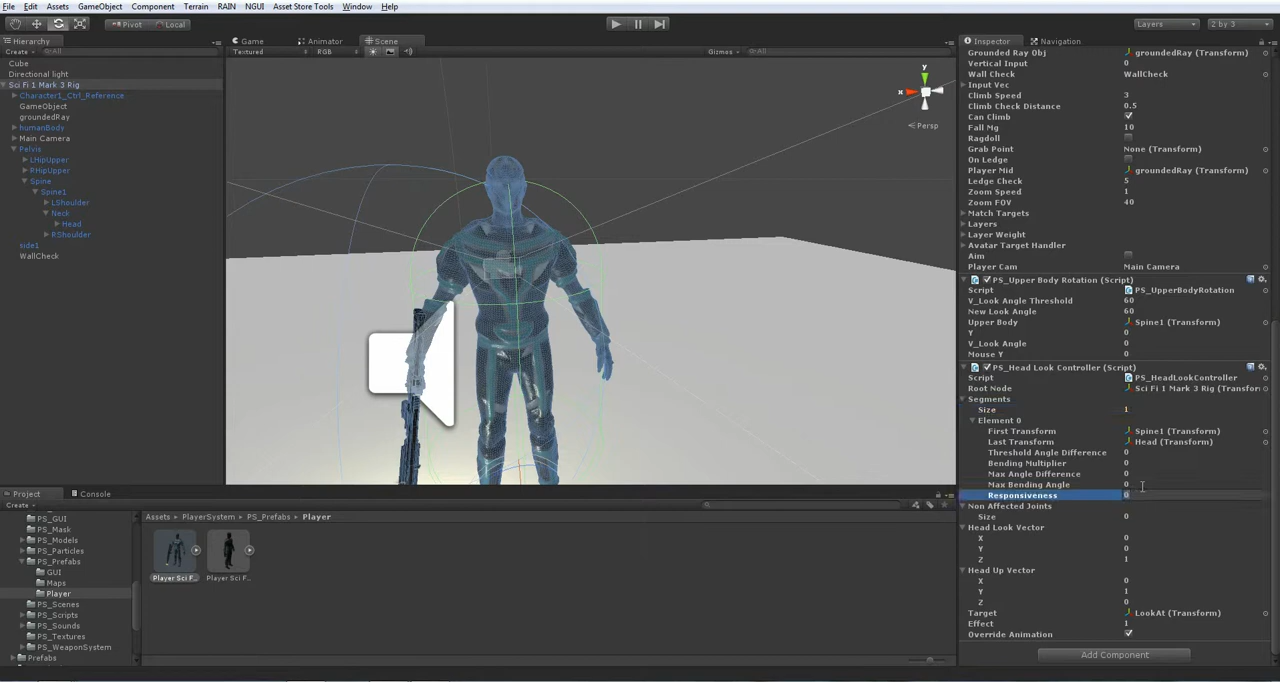 File Edit Assets GameObject Component Terrain RAIN NGUI Asset Store Tools Window Help
Pivot Local Layers 2 by 3
Hierarchy
Create All
Cube
Directional light
Sci Fi 1 Mark 3 Rig
Character1_Ctrl_Reference
GameObject
groundedRay
humanBody
Main Camera
Pelvis
LHipUpper
RHipUpper
Spine
Spine1
LShoulder
Neck
Head
RShoulder
side1
WallCheck
Game Animator Scene
Textured RGB Gizmos All
y
x
Persp
Inspector Navigation
Grounded Ray Obj groundedRay (Transform)
Vertical Input 0
Wall Check WallCheck
Input Vec
Climb Speed 3
Climb Check Distance 0.5
Can Climb
Fall Mg 10
Ragdoll
Grab Point None (Transform)
On Ledge
Player Mid groundedRay (Transform)
Ledge Check 5
Zoom Speed 1
Zoom FOV 40
Match Targets
Layers
Layer Weight
Avatar Target Handler
Aim
Player Cam Main Camera
PS_Upper Body Rotation (Script)
Script PS_UpperBodyRotation
V_Look Angle Threshold 60
New Look Angle 60
Upper Body Spine1 (Transform)
Y 0
V_Look Angle 0
Mouse Y 0
PS_Head Look Controller (Script)
Script PS_HeadLookController
Root Node Sci Fi 1 Mark 3 Rig (Transfor
Segments
Size 1
Element 0
First Transform Spine1 (Transform)
Last Transform Head (Transform)
Threshold Angle Difference 0
Bending Multiplier 0
Max Angle Difference 0
Max Bending Angle 0
Responsiveness 0
Non Affected Joints
Size 0
Head Look Vector
X 0
Y 0
Z 1
Head Up Vector
X 0
Y 1
Z 0
Target LookAt (Transform)
Effect 1
Override Animation
Add Component
Project Console
Create
PS_GUI
PS_Mask
PS_Models
PS_Particles
PS_Prefabs
GUI
Maps
Player
PS_Scenes
PS_Scripts
PS_Sounds
PS_Textures
PS_WeaponSystem
Prefabs
Assets PlayerSystem PS_Prefabs Player
Player Sci F... Player Sci F...